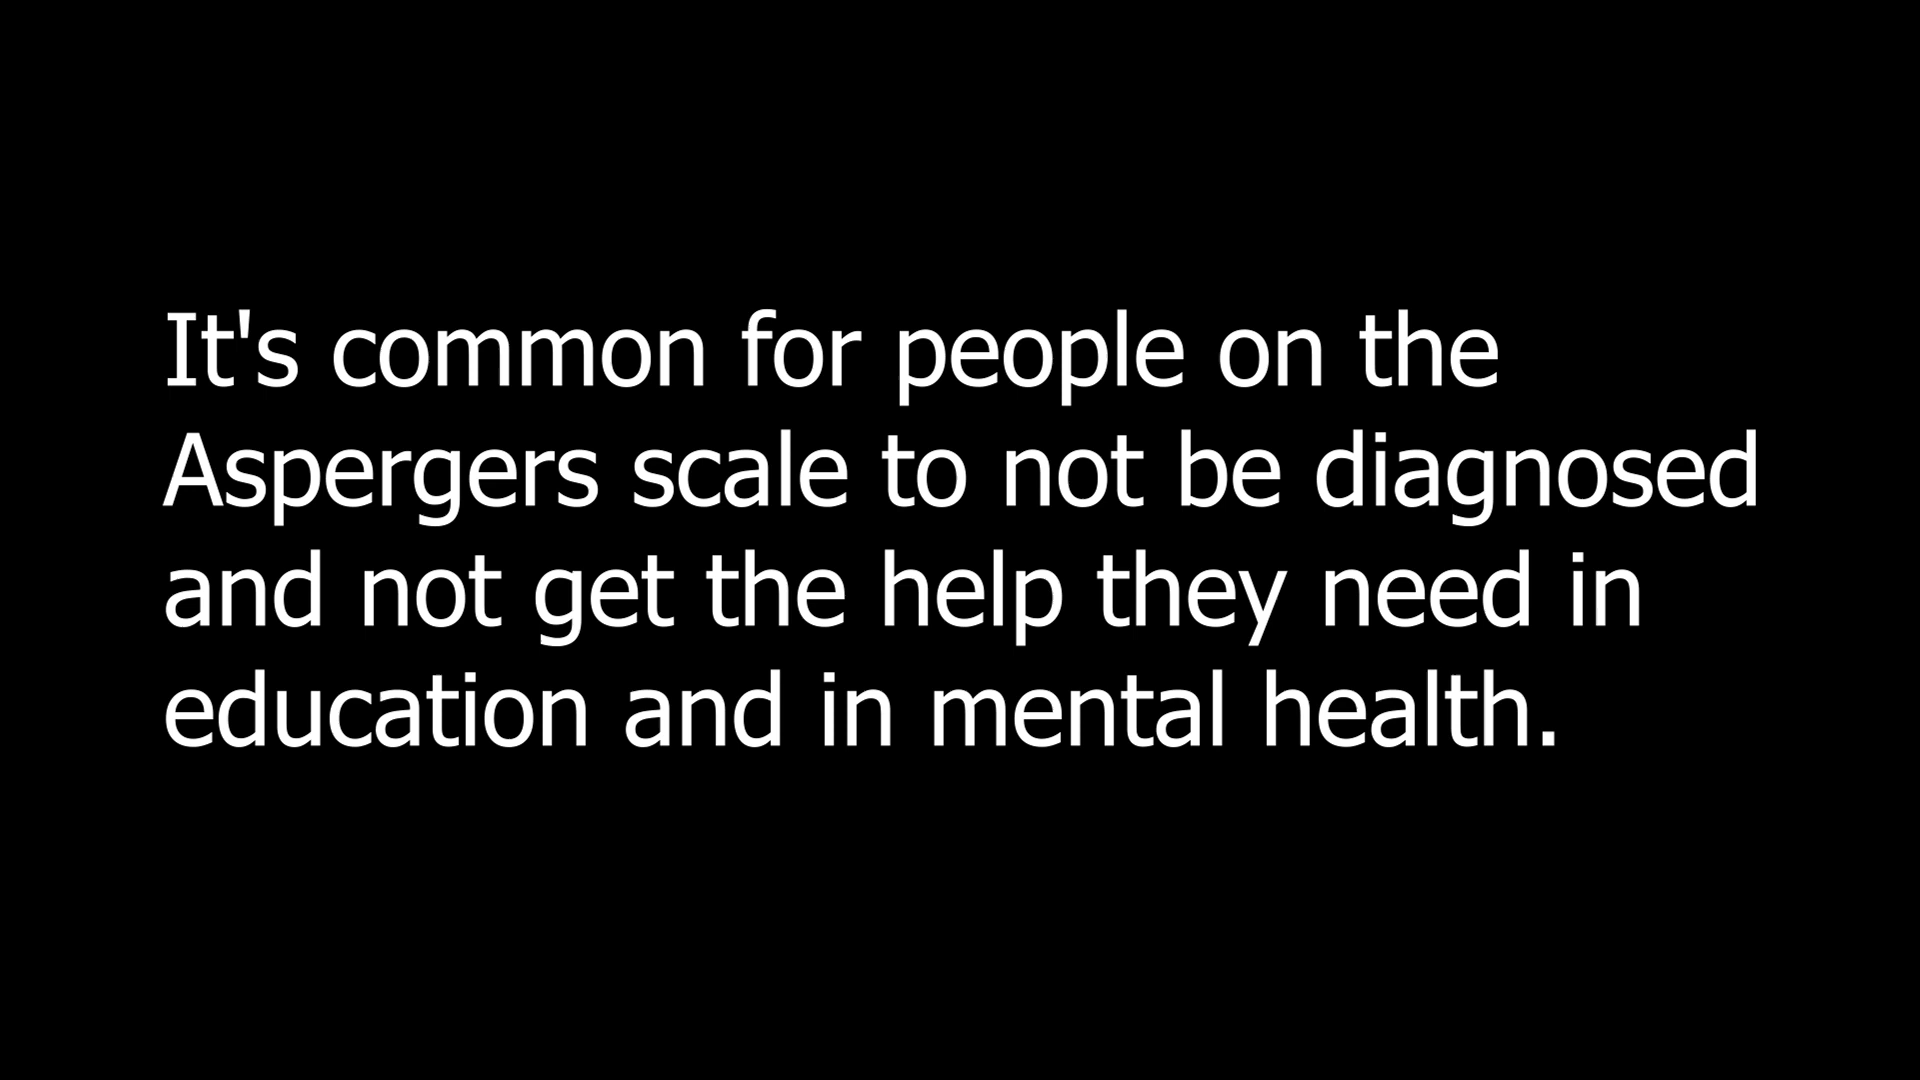 It's common for people on the
Aspergers scale to not be diagnosed
and not get the help they need in
education and in mental health.